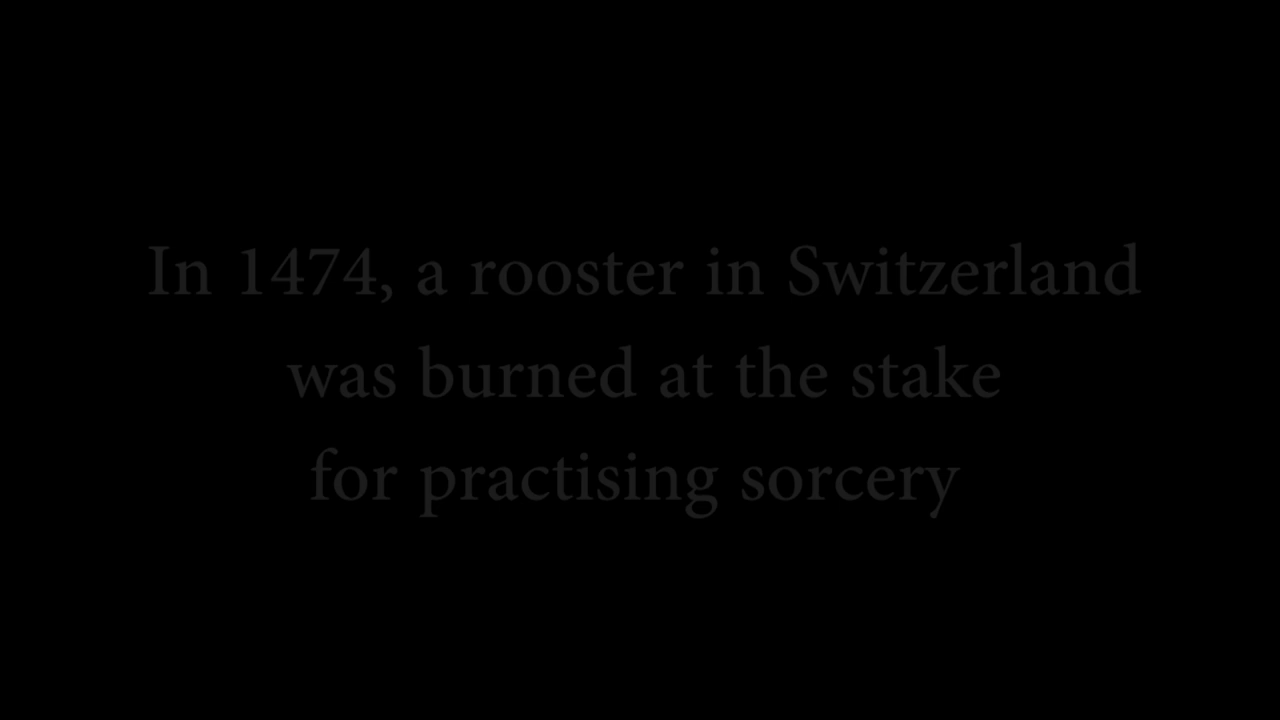 In 1474, a rooster in Switzerland
was burned at the stake
for practising sorcery